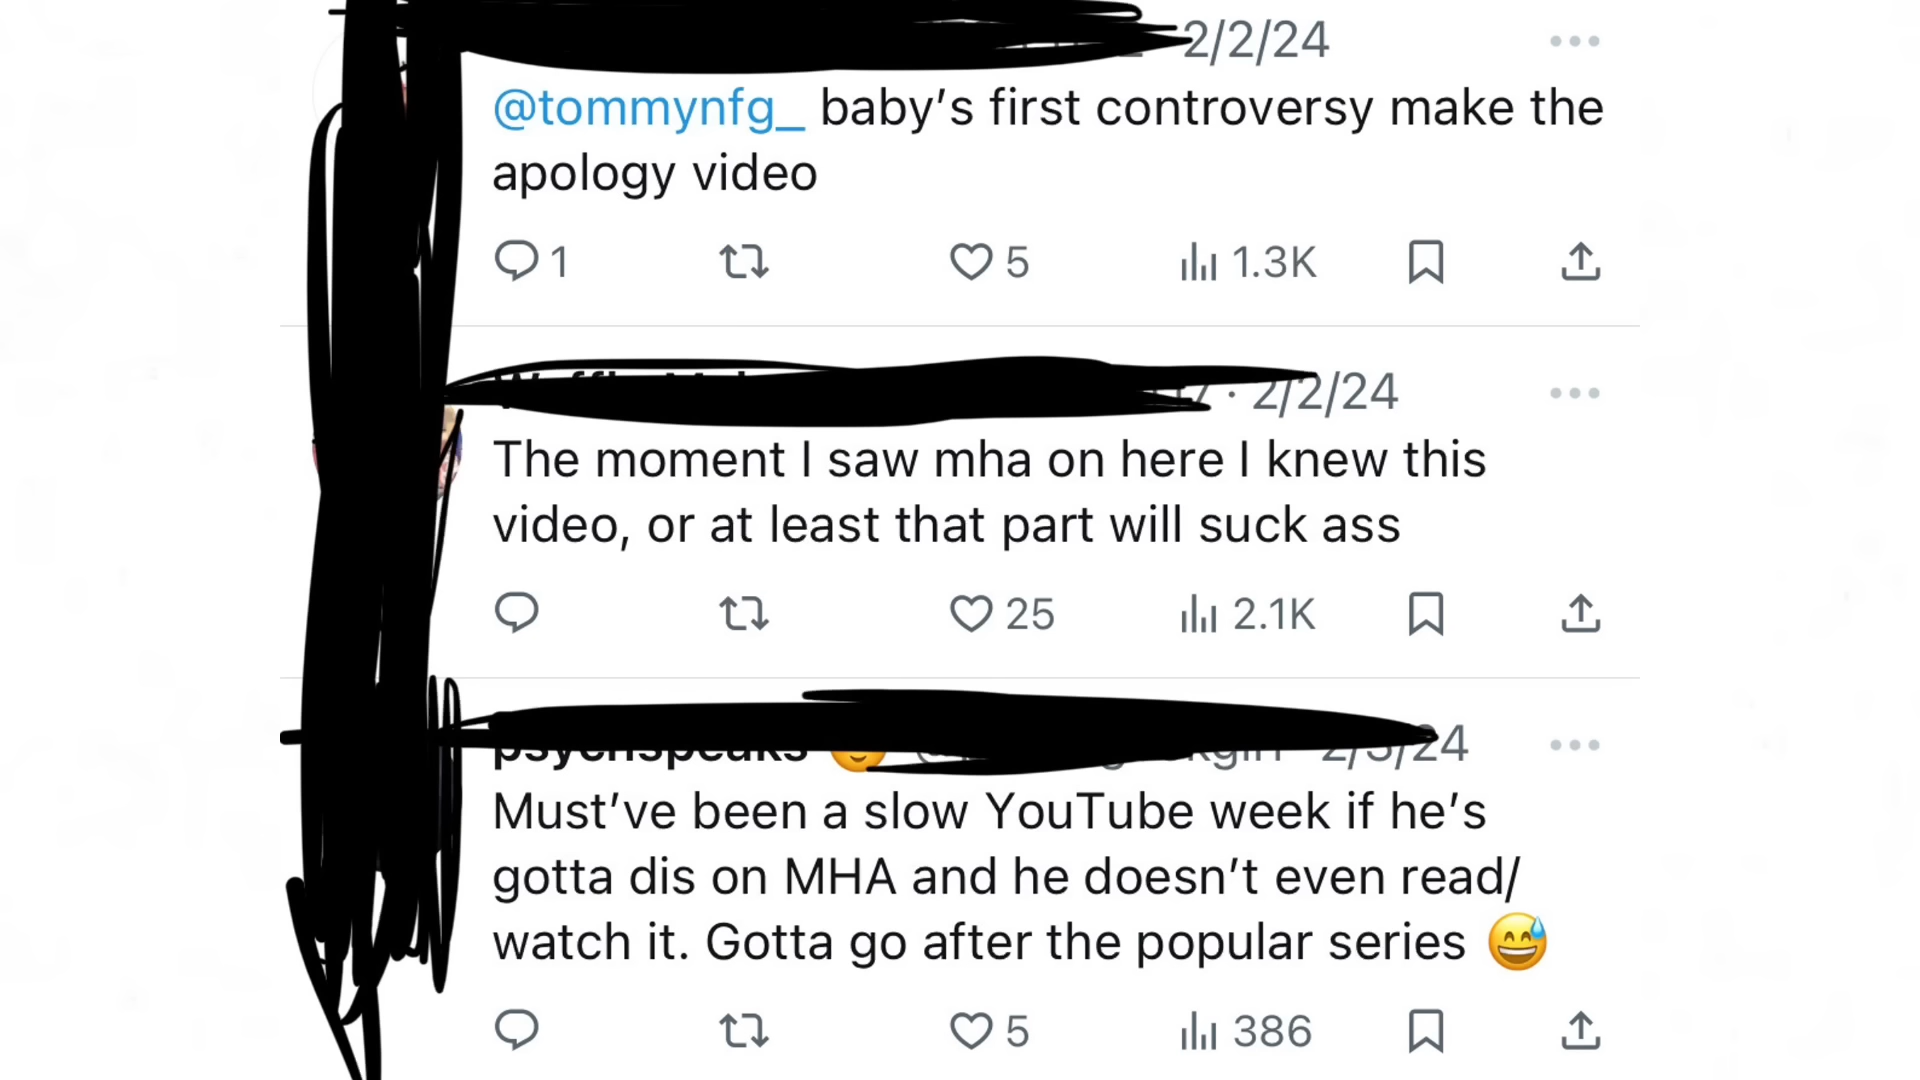 2/2/24
@tommynfg_ baby’s first controversy make the
apology video
1 5 1.3K
· 2/2/24
The moment I saw mha on here I knew this
video, or at least that part will suck ass
25 2.1K
psychspeaks
Must’ve been a slow YouTube week if he’s
gotta dis on MHA and he doesn’t even read/
watch it. Gotta go after the popular series 😅
5 386